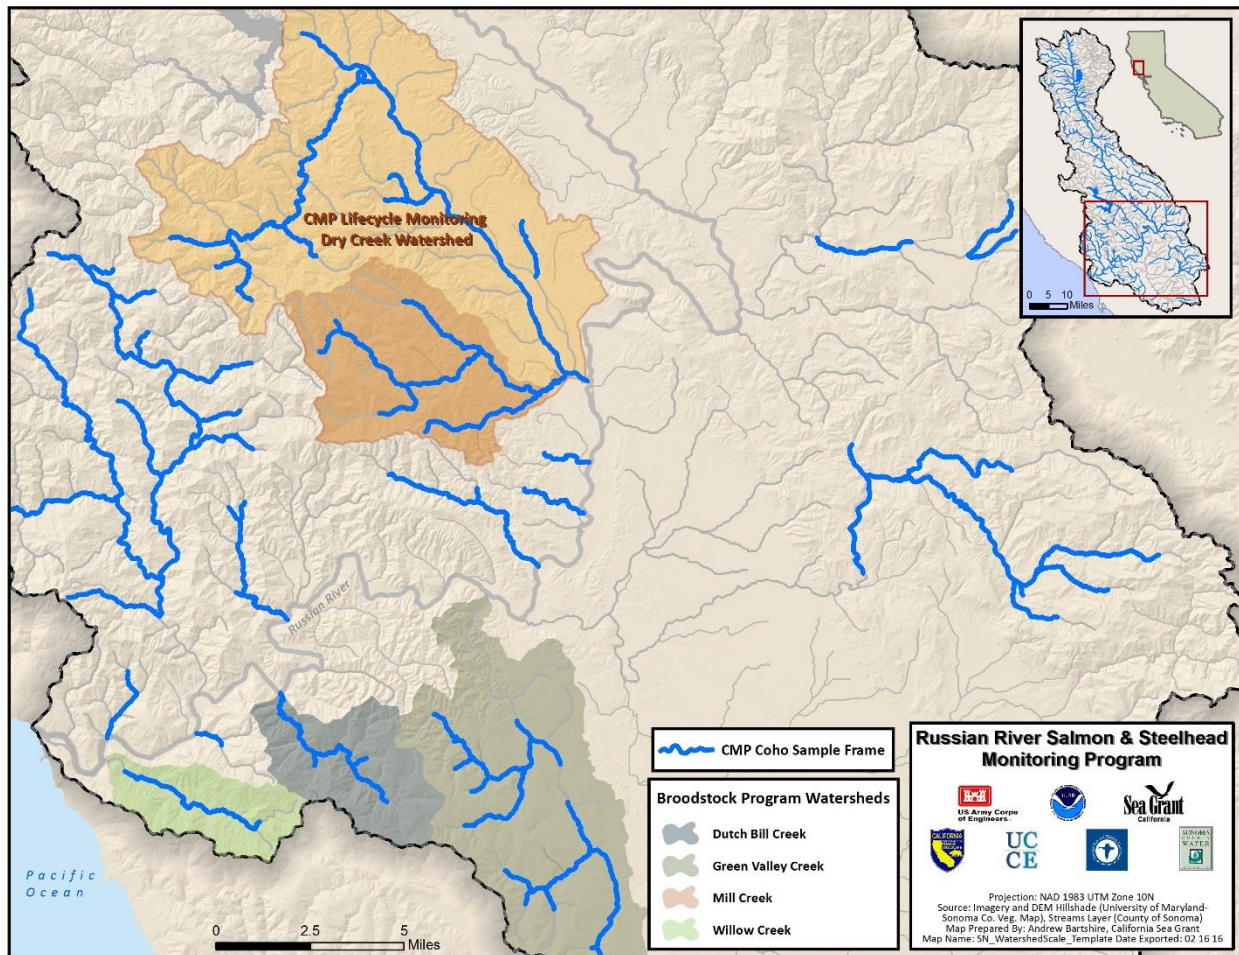 CMP Lifecycle Monitoring
Dry Creek Watershed
0 5 10
Miles
Russian River
Pacific
Ocean
0 2.5 5
Miles
CMP Coho Sample Frame
Broodstock Program Watersheds
Dutch Bill Creek
Green Valley Creek
Mill Creek
Willow Creek
Russian River Salmon & Steelhead
Monitoring Program
US Army Corps
of Engineers
Sea Grant
California
CALIFORNIA
UC
CE
SONOMA
COUNTY
WATER
Projection: NAD 1983 UTM Zone 10N
Source: Imagery and DEM Hillshade (University of Maryland-
Sonoma Co. Veg. Map), Streams Layer (County of Sonoma)
Map Prepared By: Andrew Bartshire, California Sea Grant
Map Name: SN_WatershedScale_Template Date Exported: 02 16 16